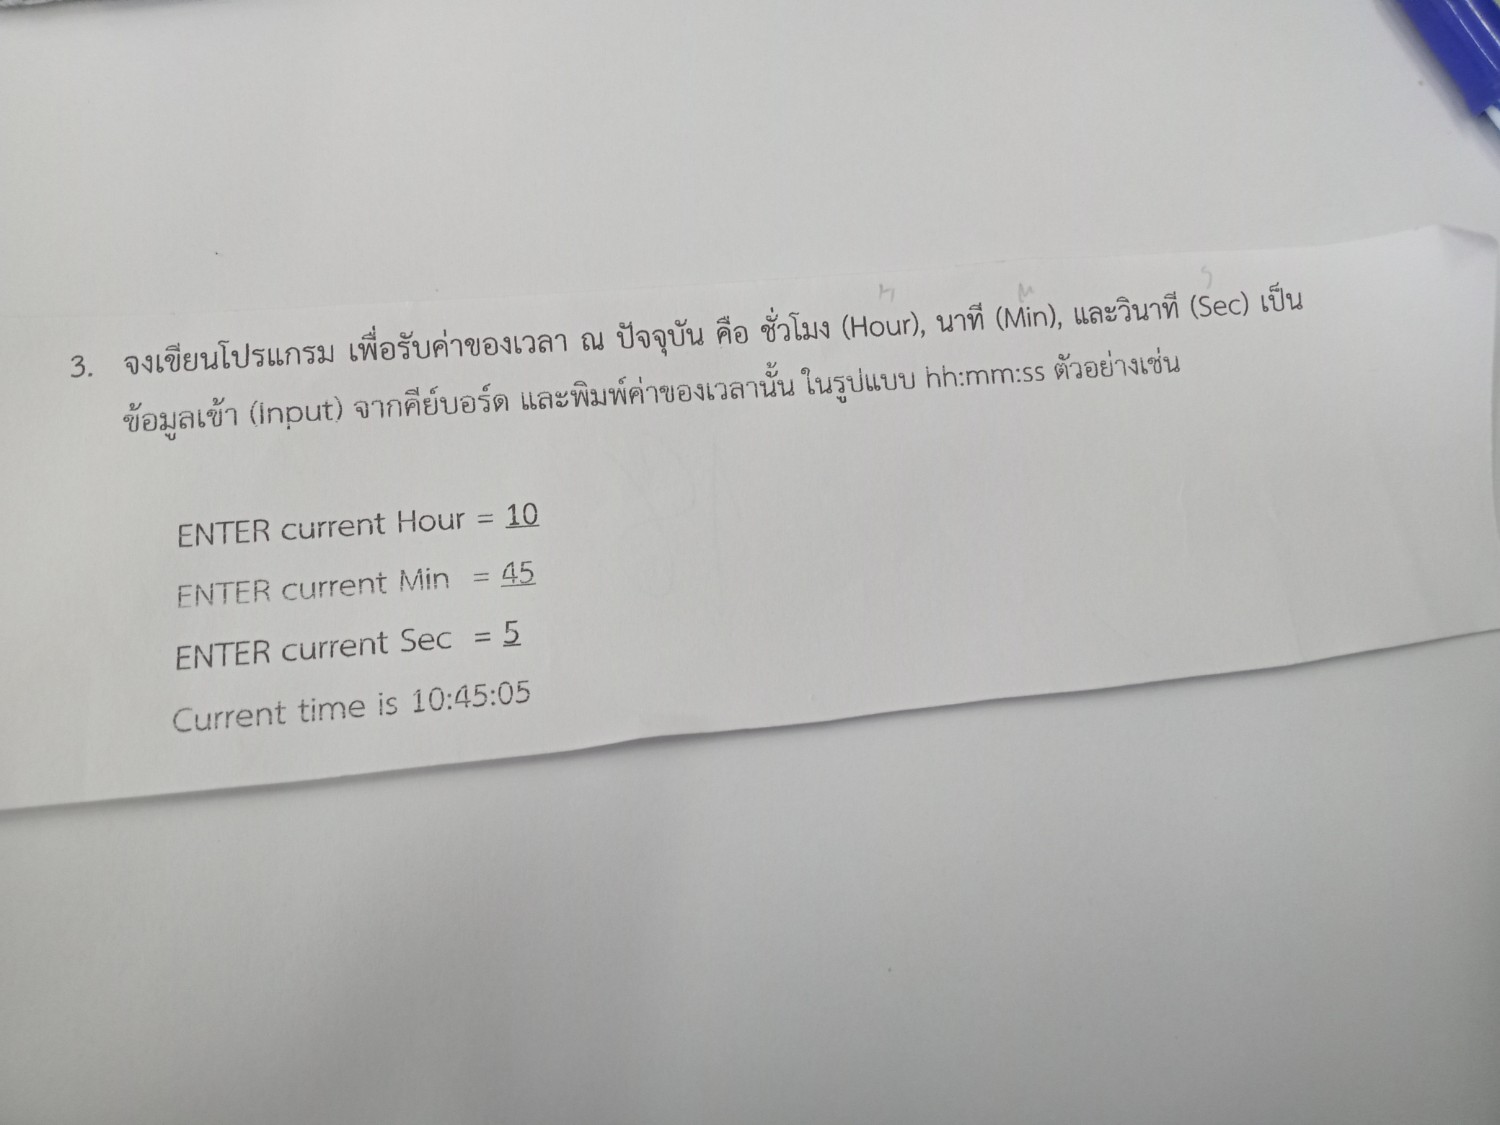 h m s
3. จงเขียนโปรแกรม เพื่อรับค่าของเวลา ณ ปัจจุบัน คือ ชั่วโมง (Hour), นาที (Min), และวินาที (Sec) เป็น
ข้อมูลเข้า (Input) จากคีย์บอร์ด และพิมพ์ค่าของเวลานั้น ในรูปแบบ hh:mm:ss ตัวอย่างเช่น
ENTER current Hour = 10
ENTER current Min = 45
ENTER current Sec = 5
Current time is 10:45:05